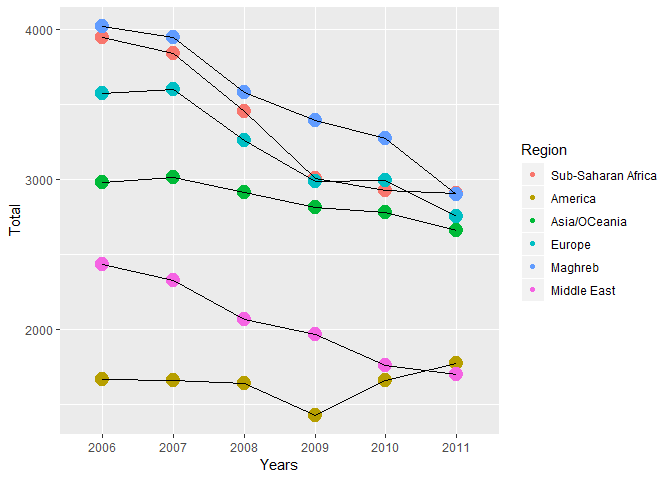 4000
3000
2000
Total
2006 2007 2008 2009 2010 2011
Years
Region
Sub-Saharan Africa
America
Asia/OCeania
Europe
Maghreb
Middle East